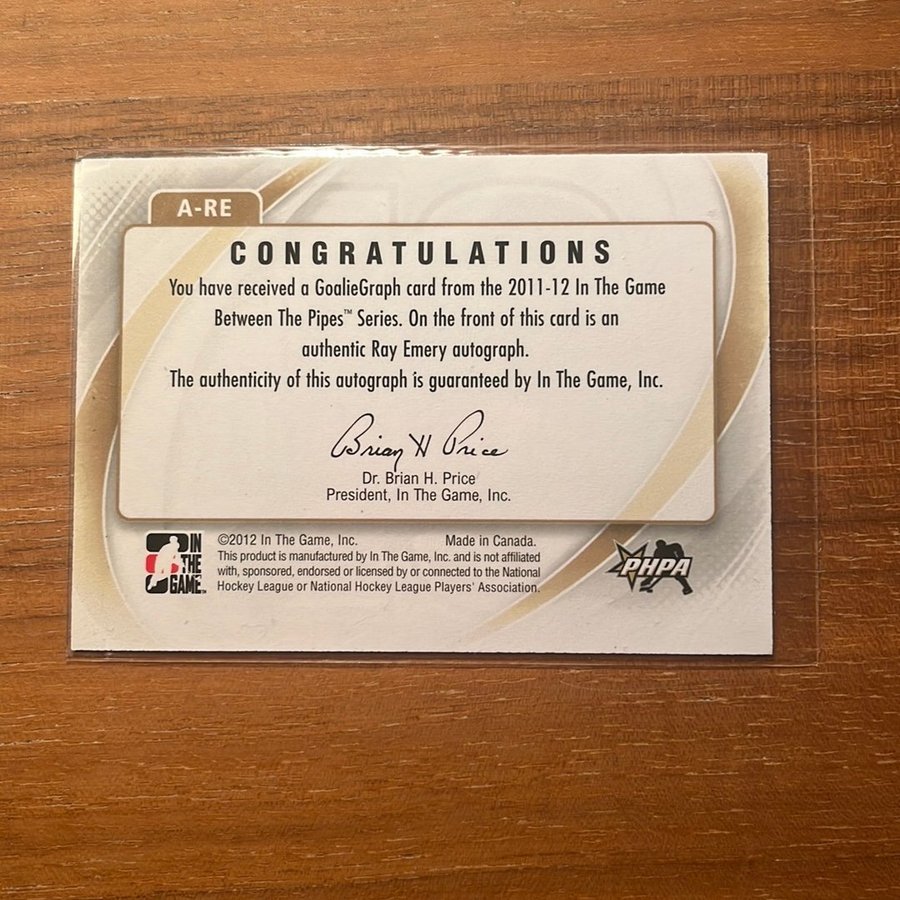 A-RE
CONGRATULATIONS
You have received a GoalieGraph card from the 2011-12 In The Game
Between The Pipes™ Series. On the front of this card is an
authentic Ray Emery autograph.
The authenticity of this autograph is guaranteed by In The Game, Inc.
Brian H Price
Dr. Brian H. Price
President, In The Game, Inc.
IN
THE
GAME™
©2012 In The Game, Inc. Made in Canada.
This product is manufactured by In The Game, Inc. and is not affiliated
with, sponsored, endorsed or licensed by or connected to the National
Hockey League or National Hockey League Players' Association.
PHPA